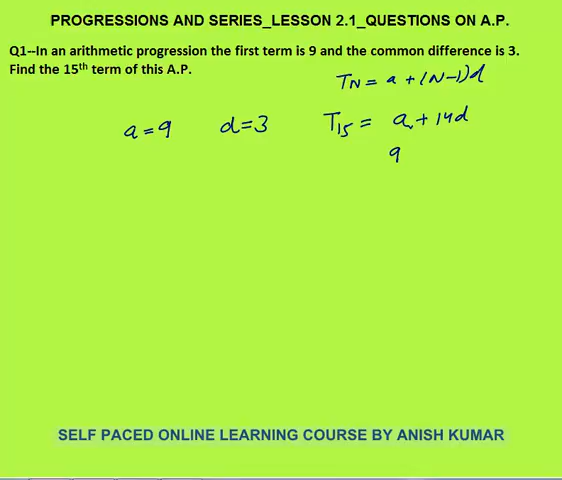 PROGRESSIONS AND SERIES_LESSON 2.1_QUESTIONS ON A.P.
Q1--In an arithmetic progression the first term is 9 and the common difference is 3.
Find the 15th term of this A.P.
TN = a + (N-1)d
a=9 d=3 T15 = a + 14d
9
SELF PACED ONLINE LEARNING COURSE BY ANISH KUMAR